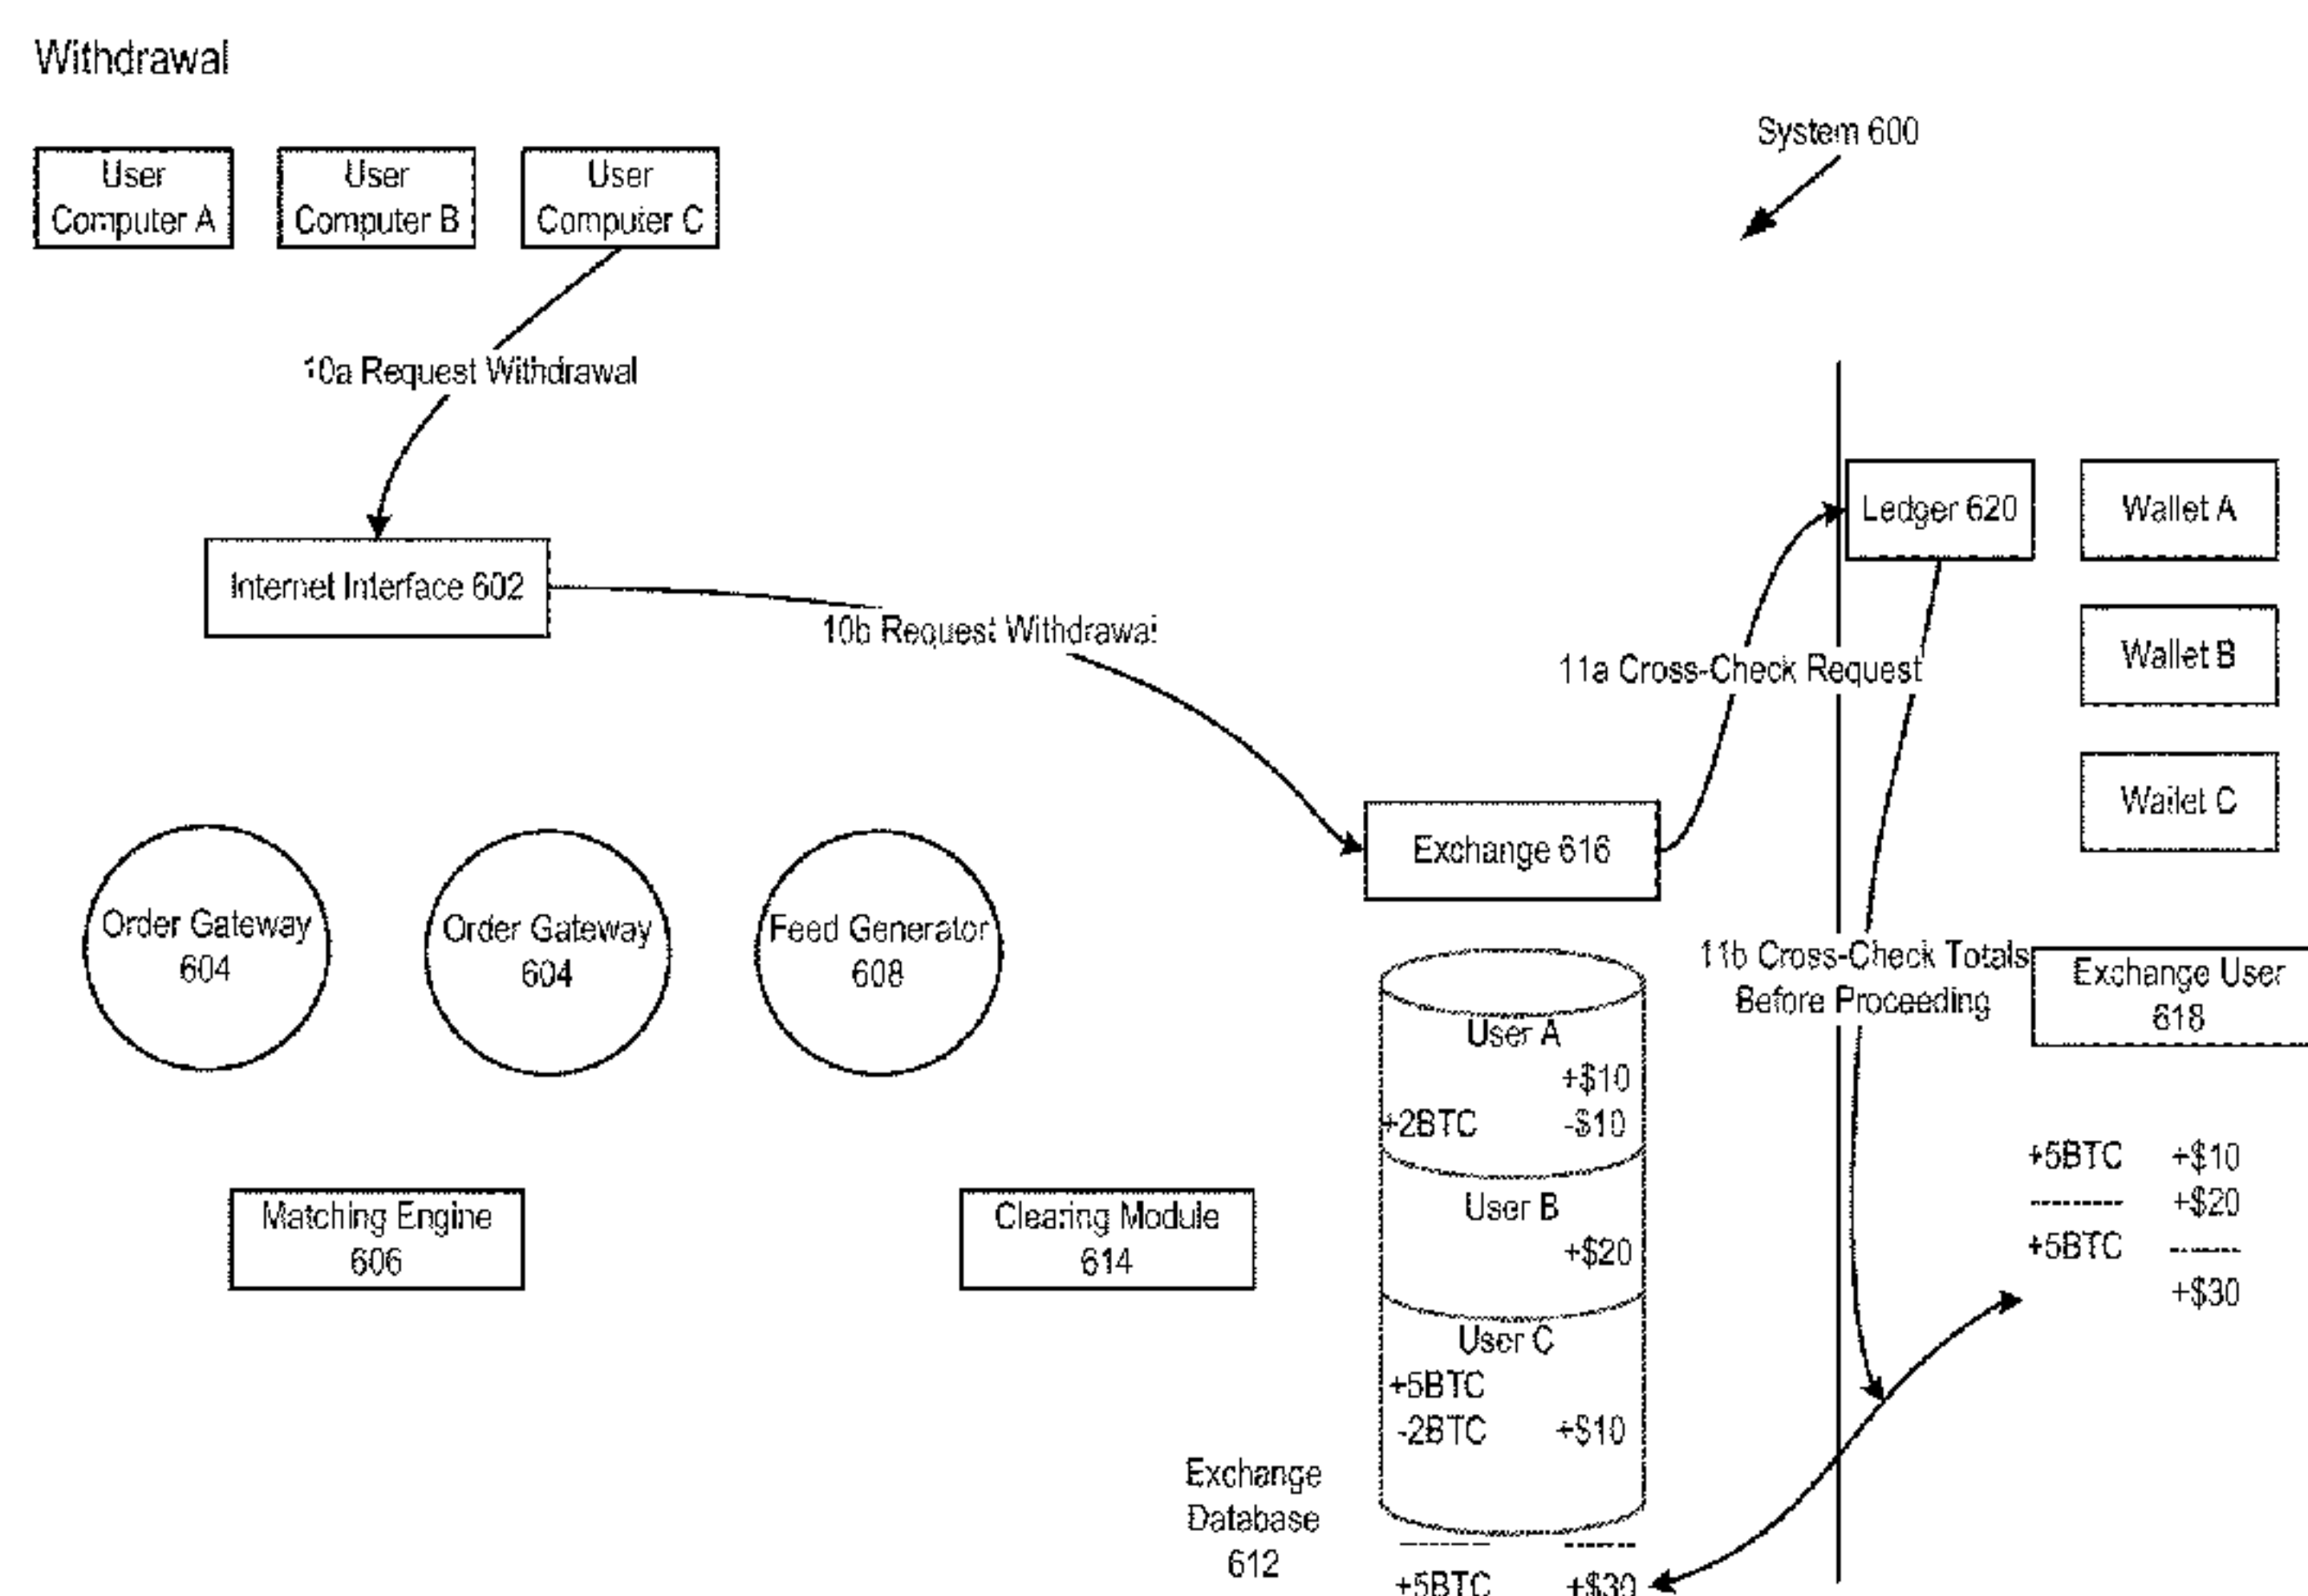 Withdrawal
System 600
User
Computer A
User
Computer B
User
Computer C
10a Request Withdrawal
Ledger 620
Wallet A
Internet Interface 602
10b Request Withdrawal
11a Cross-Check Request
Wallet B
Wallet C
Exchange 616
Order Gateway
604
Order Gateway
604
Feed Generator
608
11b Cross-Check Totals
Before Proceeding
Exchange User
618
User A
+$10
+2BTC -$10
User B
+$20
User C
+5BTC
-2BTC +$10
+5BTC +$10
-------- +$20
+5BTC -------
+$30
Matching Engine
606
Clearing Module
614
Exchange
Database
612
--------- -------
+5BTC +$30